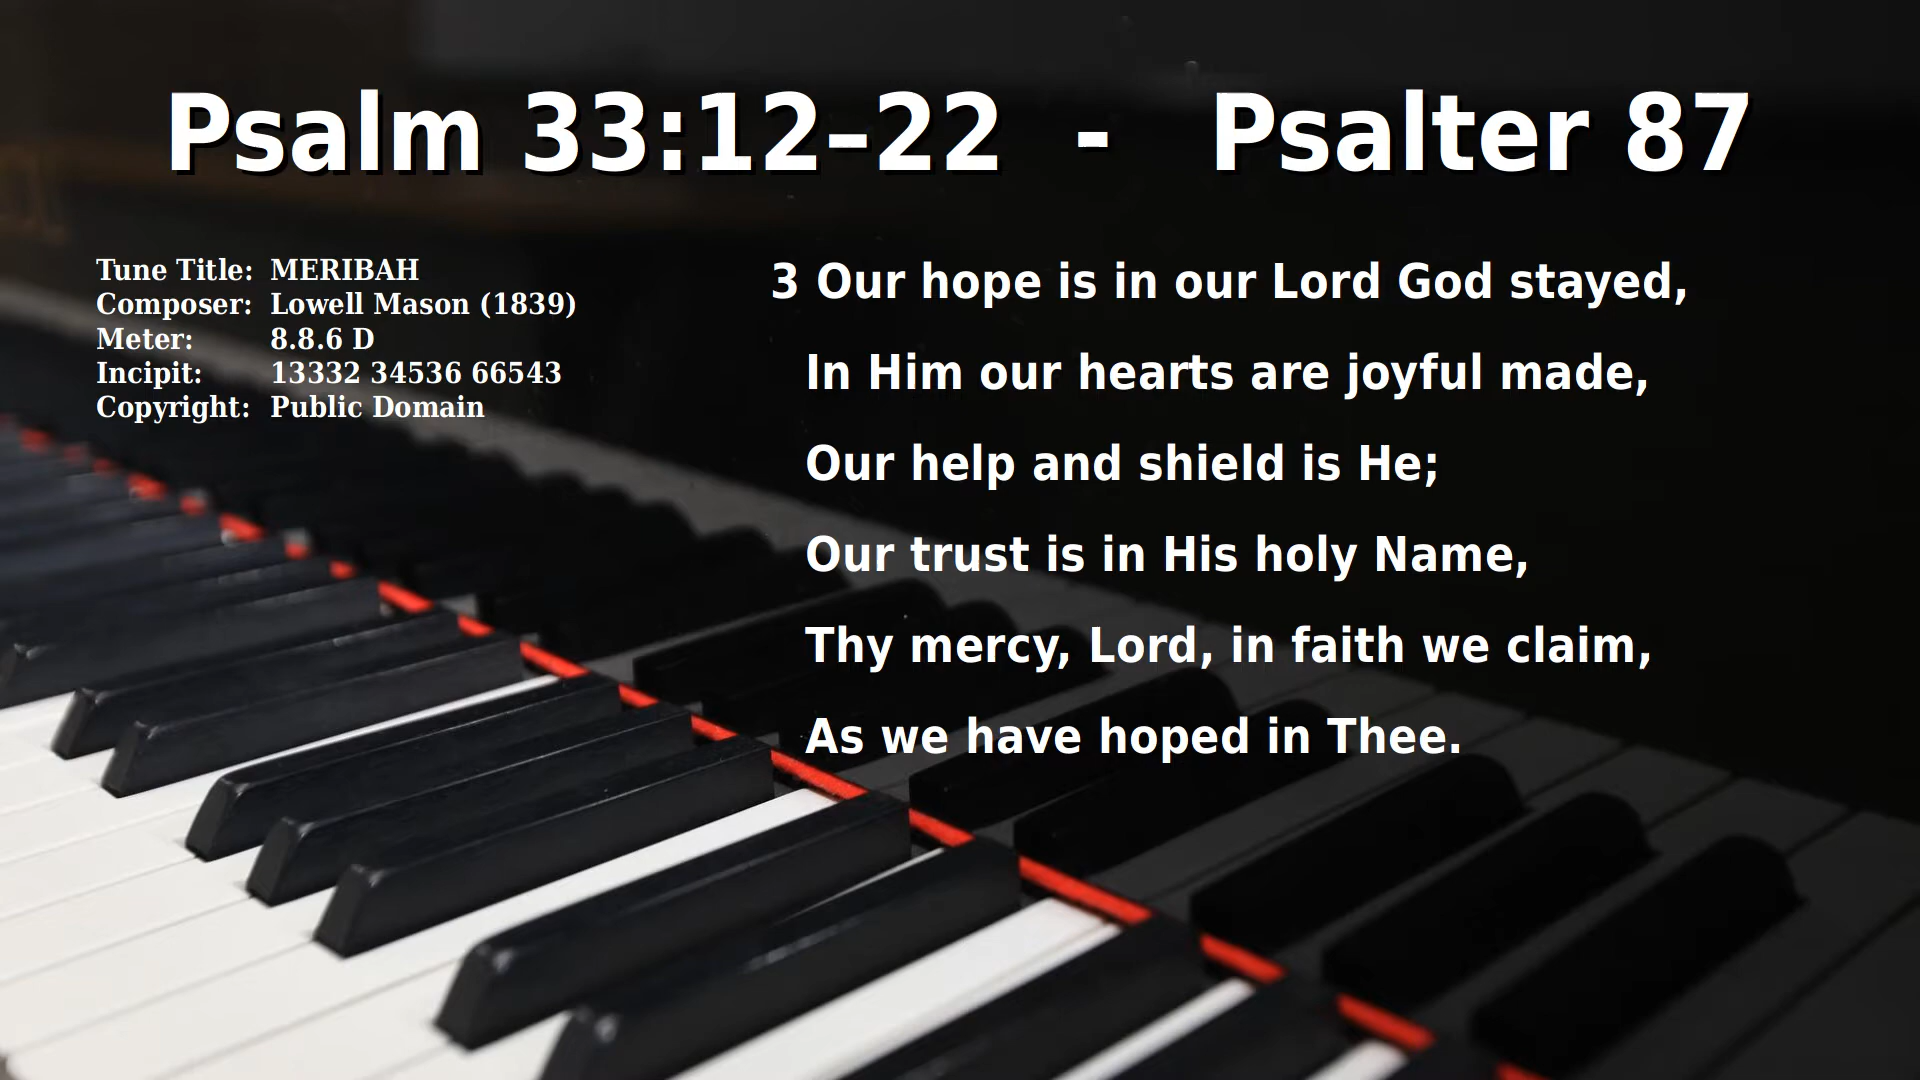 Psalm 33:12–22 - Psalter 87
Tune Title: MERIBAH
Composer: Lowell Mason (1839)
Meter: 8.8.6 D
Incipit: 13332 34536 66543
Copyright: Public Domain
3 Our hope is in our Lord God stayed,
In Him our hearts are joyful made,
Our help and shield is He;
Our trust is in His holy Name,
Thy mercy, Lord, in faith we claim,
As we have hoped in Thee.